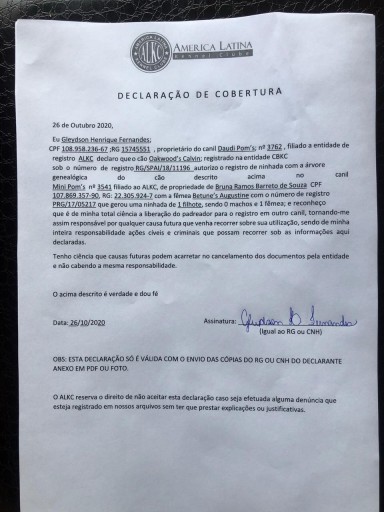 ALKC
AMERICA LATINA
Kennel Clube
DECLARAÇÃO DE COBERTURA
26 de Outubro 2020,
Eu Gleydson Henrique Fernandes;
CPF 108.958.236-67 ;RG 15745551 , proprietário do canil Daudi Pom's; nº 3762 , filiado a entidade de
registro ALKC declaro que o cão Oakwood's Calvin; registrado na entidade CBKC
sob o número de registro RG/SPAI/18/11196 autorizo o registro de ninhada com a árvore
genealógica do cão descrito acima no canil
Mini Pom's nº 3541 filiado ao ALKC, de propriedade de Bruna Ramos Barreto de Souza CPF
107.869.357-90, RG: 22.305.924-7 com a fêmea Betune's Augustine com o número de registro
PRG/17/05217 que gerou uma ninhada de 1 filhote, sendo 0 machos e 1 fêmea; e reconheço
que é de minha total ciência a liberação do padreador para o registro em outro canil, tornando-me
assim responsável por qualquer causa futura que venha recorrer sobre sua utilização, sendo de minha
inteira responsabilidade ações cíveis e criminais que possam recorrer sob as informações aqui
declaradas.
Tenho ciência que causas futuras podem acarretar no cancelamento dos documentos pela entidade
e não cabendo a mesma responsabilidade.
O acima descrito é verdade e dou fé
Data: 26/10/2020 Assinatura: Gleydson H Fernandes
(Igual ao RG ou CNH)
OBS: ESTA DECLARAÇÃO SÓ É VÁLIDA COM O ENVIO DAS CÓPIAS DO RG OU CNH DO DECLARANTE
ANEXO EM PDF OU FOTO.
O ALKC reserva o direito de não aceitar esta declaração caso seja efetuada alguma denúncia que
esteja registrado em nossos arquivos sem ter que prestar explicações ou justificativas.